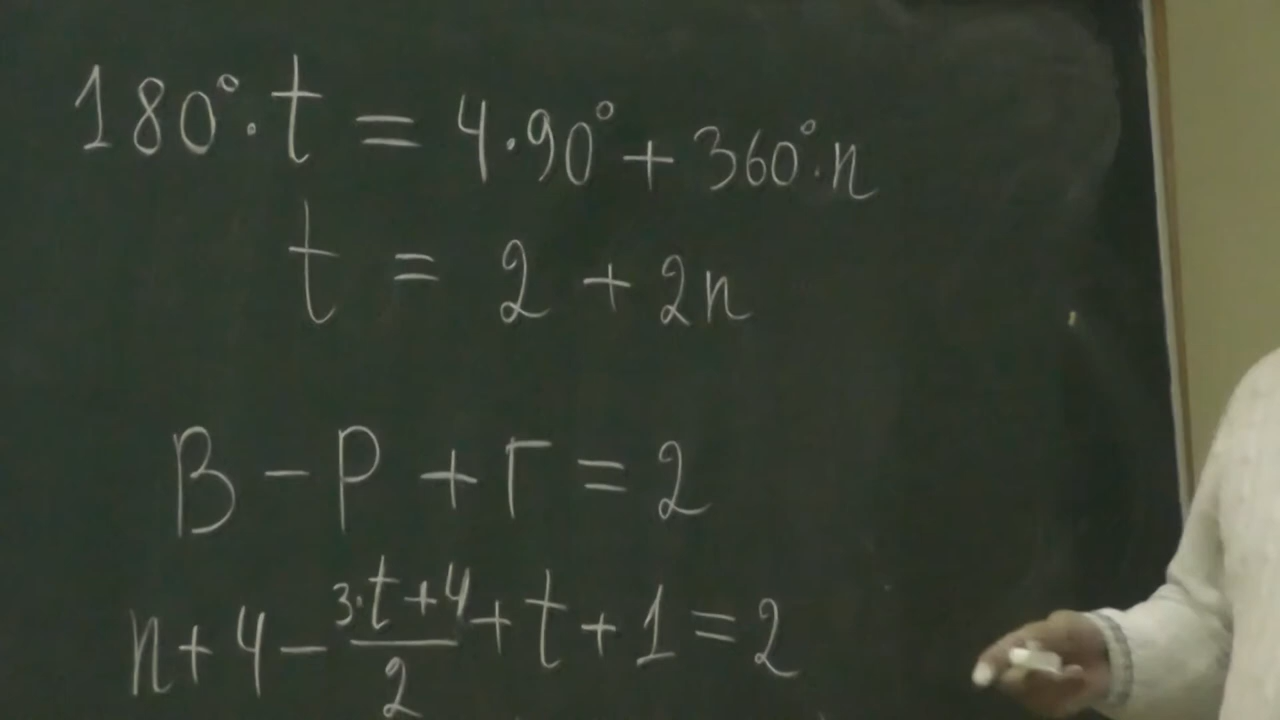 180° · t = 4 · 90° + 360° · n
t = 2 + 2n
В − Р + Г = 2
n + 4 − (3·t + 4)/2 + t + 1 = 2